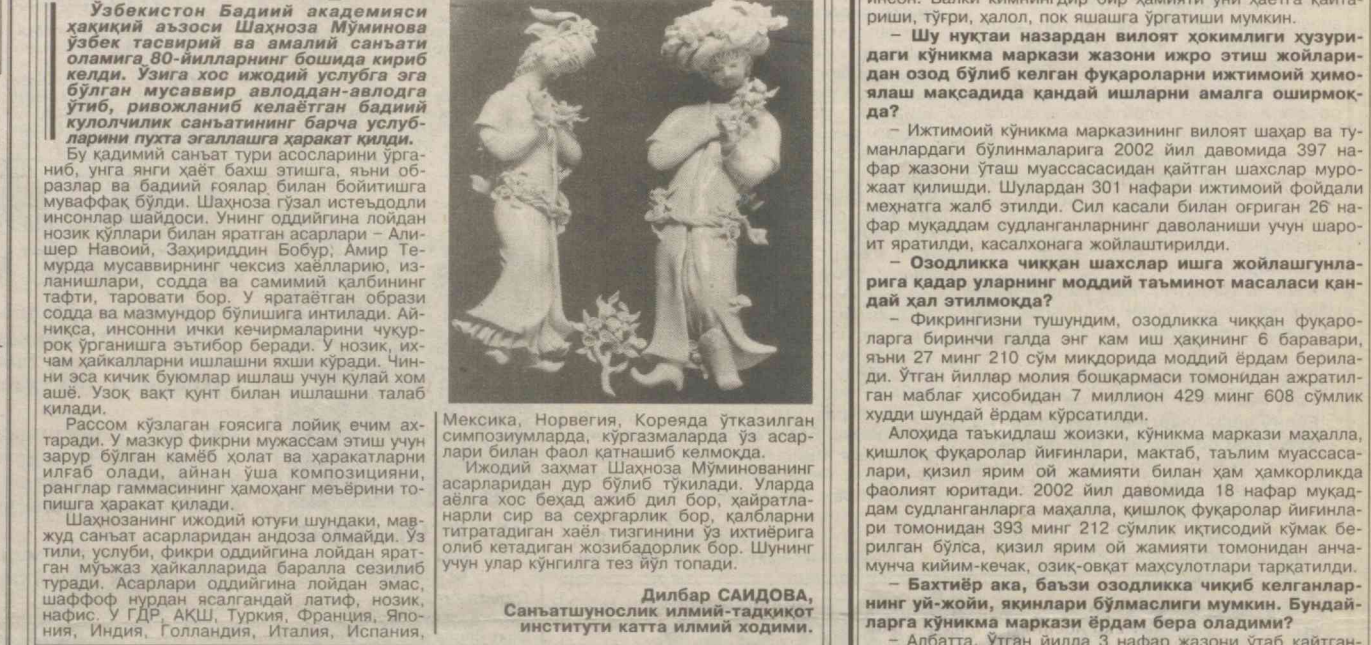 Ўзбекистон Бадиий академияси
ҳақиқий аъзоси Шаҳноза Мўминова
ўзбек тасвирий ва амалий санъати
оламига 80-йилларнинг бошида кириб
келди. Ўзига хос ижодий услубга эга
бўлган мусаввир авлоддан-авлодга
ўтиб, ривожланиб келаётган бадиий
кулолчилик санъатининг барча услуб-
ларини пухта эгаллашга ҳаракат қилди.
Бу қадимий санъат тури асосларини ўрга-
ниб, унга янги ҳаёт бахш этишга, яъни об-
разлар ва бадиий ғоялар билан бойитишга
муваффақ бўлди. Шаҳноза гўзал истеъдодли
инсонлар шайдоси. Унинг оддийгина лойдан
нозик қўллари билан яратган асарлари – Али-
шер Навоий, Заҳириддин Бобур, Амир Те-
мурда мусаввирнинг чексиз хаёлларию, из-
ланишлари, содда ва самимий қалбининг
тафти, таровати бор. У яратаётган образи
содда ва мазмундор бўлишига интилади. Ай-
ниқса, инсонни ички кечирмаларини чуқур-
роқ ўрганишга эътибор беради. У нозик, их-
чам ҳайкалларни ишлашни яхши кўради. Чин-
ни эса кичик буюмлар ишлаш учун қулай хом
ашё. Узоқ вақт қунт билан ишлашни талаб
қилади.
Рассом кўзлаган ғоясига лойиқ ечим ах-
таради. У мазкур фикрни мужассам этиш учун
зарур бўлган камёб ҳолат ва ҳаракатларни
илғаб олади, айнан ўша композицияни,
ранглар гаммасининг ҳамоҳанг меъёрини то-
пишга ҳаракат қилади.
Шаҳнозанинг ижодий ютуғи шундаки, мав-
жуд санъат асарларидан андоза олмайди. Ўз
тили, услуби, фикри оддийгина лойдан ярат-
ган мўъжаз ҳайкалларида баралла сезилиб
туради. Асарлари оддийгина лойдан эмас,
шаффоф нурдан ясалгандай латиф, нозик,
нафис. У ГДР, АҚШ, Туркия, Франция, Япо-
ния, Индия, Голландия, Италия, Испания,
Мексика, Норвегия, Кореяда ўтказилган
симпозиумларда, кўргазмаларда ўз асар-
лари билан фаол қатнашиб келмоқда.
Ижодий заҳмат Шаҳноза Мўминованинг
асарларидан дур бўлиб тўкилади. Уларда
аёлга хос беҳад ажиб дил бор, ҳайратла-
нарли сир ва сеҳргарлик бор, қалбларни
титратадиган хаёл тизгинини ўз ихтиёрига
олиб кетадиган жозибадорлик бор. Шунинг
учун улар кўнгилга тез йўл топади.
Дилбар САИДОВА,
Санъатшунослик илмий-тадқиқот
институти катта илмий ходими.
инсон. Балки кимнингдир бир ҳамияти уни ҳаётга қайта-
риши, тўғри, ҳалол, пок яшашга ўргатиши мумкин.
– Шу нуқтаи назардан вилоят ҳокимлиги ҳузури-
даги кўникма маркази жазони ижро этиш жойлари-
дан озод бўлиб келган фуқароларни ижтимоий ҳимо-
ялаш мақсадида қандай ишларни амалга оширмоқ-
да?
– Ижтимоий кўникма марказининг вилоят шаҳар ва ту-
манлардаги бўлинмаларига 2002 йил давомида 397 на-
фар жазони ўташ муассасасидан қайтган шахслар муро-
жаат қилишди. Шулардан 301 нафари ижтимоий фойдали
меҳнатга жалб этилди. Сил касали билан оғриган 26 на-
фар муқаддам судланганларнинг даволаниши учун шаро-
ит яратилди, касалхонага жойлаштирилди.
– Озодликка чиққан шахслар ишга жойлашгунла-
рига қадар уларнинг моддий таъминот масаласи қан-
дай ҳал этилмоқда?
– Фикрингизни тушундим, озодликка чиққан фуқаро-
ларга биринчи галда энг кам иш ҳақининг 6 баравари,
яъни 27 минг 210 сўм миқдорида моддий ёрдам берила-
ди. Ўтган йиллар молия бошқармаси томонидан ажратил-
ган маблағ ҳисобидан 7 миллион 429 минг 608 сўмлик
худди шундай ёрдам кўрсатилди.
Алоҳида таъкидлаш жоизки, кўникма маркази маҳалла,
қишлоқ фуқаролар йиғинлари, мактаб, таълим муассаса-
лари, қизил ярим ой жамияти билан ҳам ҳамкорликда
фаолият юритади. 2002 йил давомида 18 нафар муқад-
дам судланганларга маҳалла, қишлоқ фуқаролар йиғинла-
ри томонидан 393 минг 212 сўмлик иқтисодий кўмак бе-
рилган бўлса, қизил ярим ой жамияти томонидан анча-
мунча кийим-кечак, озиқ-овқат маҳсулотлари тарқатилди.
– Бахтиёр ака, баъзи озодликка чиқиб келганлар-
нинг уй-жойи, яқинлари бўлмаслиги мумкин. Бундай-
ларга кўникма маркази ёрдам бера оладими?
– Албатта. Ўтган йилда 3 нафар жазони ўтаб қайтган-